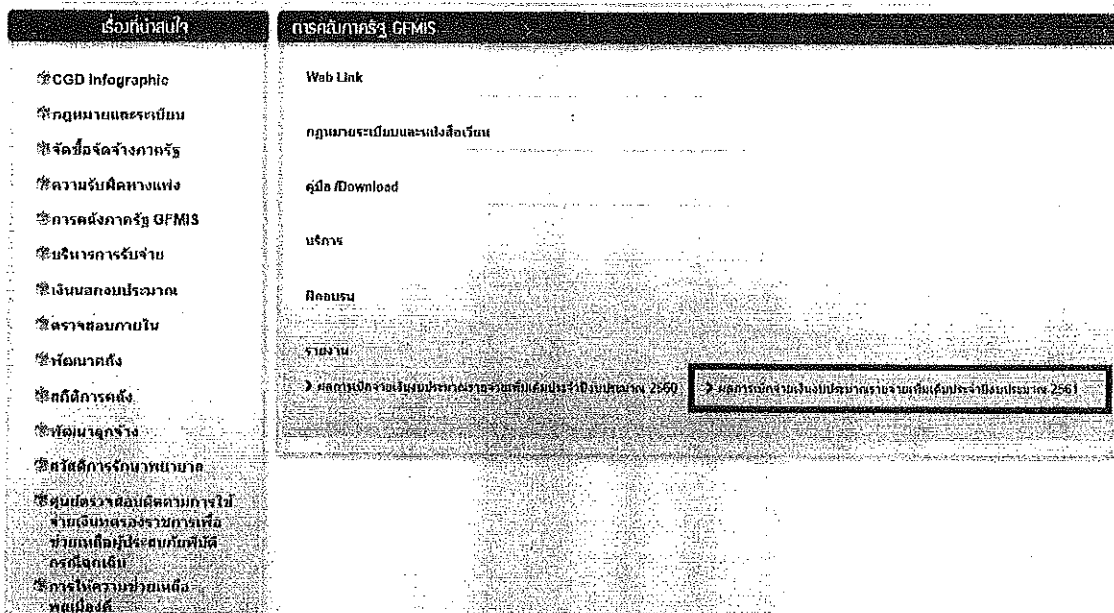 เรื่องที่น่าสนใจ
CGD Infographic
กฎหมายและระเบียบ
จัดซื้อจัดจ้างภาครัฐ
ความรับผิดทางแพ่ง
การคลังภาครัฐ GFMIS
บริหารการรับจ่าย
เงินนอกงบประมาณ
ตรวจสอบภายใน
พัฒนาคลัง
สถิติการคลัง
พัฒนาลูกจ้าง
สวัสดิการรักษาพยาบาล
ศูนย์ตรวจสอบติดตามการใช้
จ่ายเงินทดรองราชการเพื่อ
ช่วยเหลือผู้ประสบภัยพิบัติ
กรณีฉุกเฉิน
การให้ความช่วยเหลือ
พลเมืองดี
การคลังภาครัฐ GFMIS
Web Link
กฎหมายระเบียบและหนังสือเวียน
คู่มือ /Download
บริการ
ฝึกอบรม
รายงาน
ผลการเบิกจ่ายเงินงบประมาณรายจ่ายเพิ่มเติมประจำปีงบประมาณ 2560
ผลการเบิกจ่ายเงินงบประมาณรายจ่ายเพิ่มเติมประจำปีงบประมาณ 2561